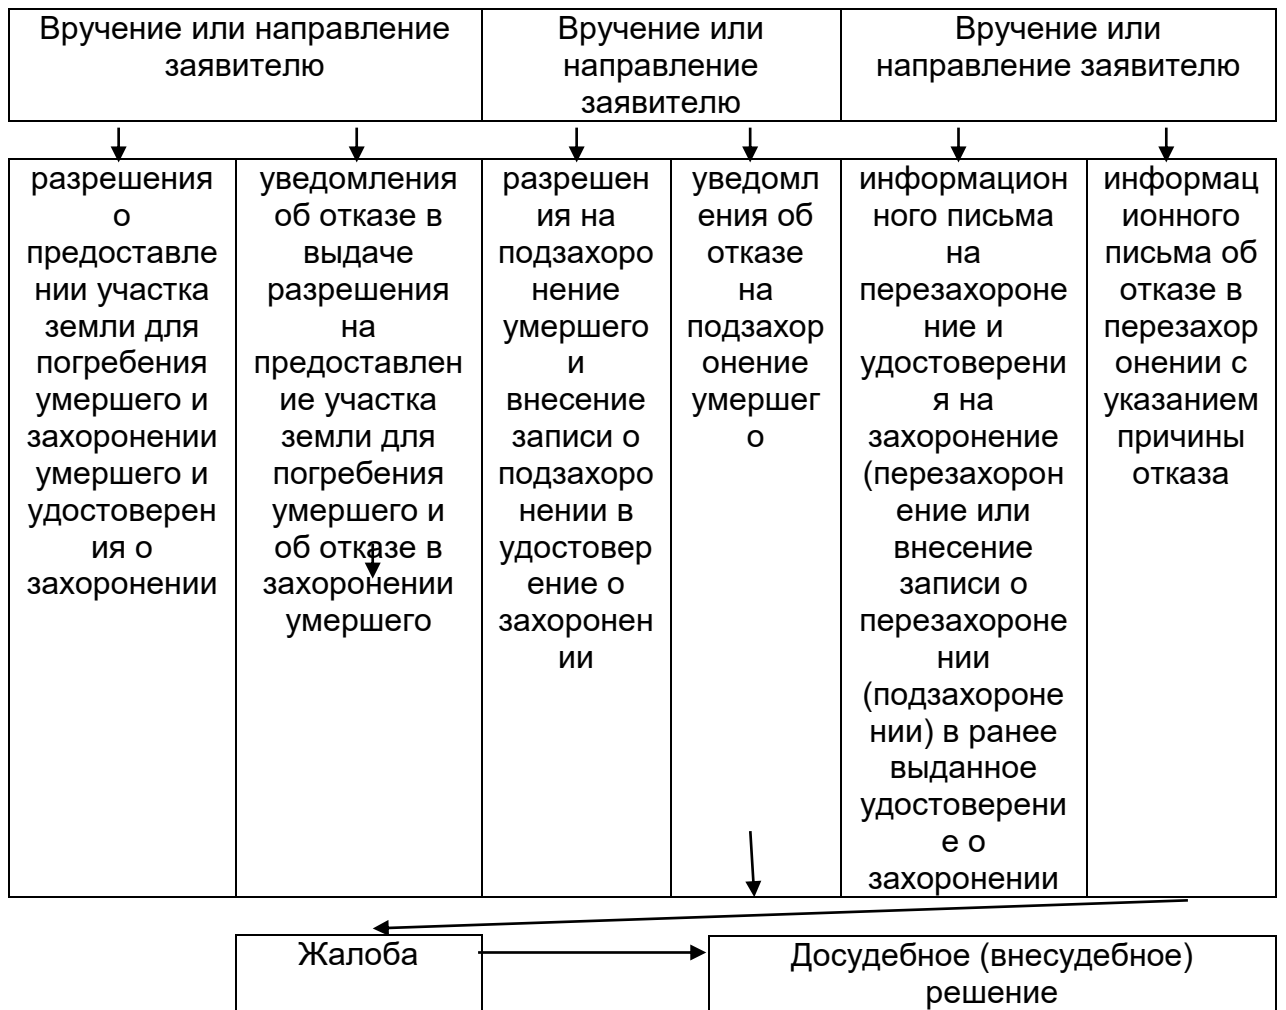 Вручение или направление
заявителю
Вручение или
направление
заявителю
Вручение или
направление заявителю
разрешения
о
предоставле
нии участка
земли для
погребения
умершего и
захоронении
умершего и
удостоверен
ия о
захоронении
уведомления
об отказе в
выдаче
разрешения
на
предоставлен
ие участка
земли для
погребения
умершего и
об отказе в
захоронении
умершего
разрешен
ия на
подзахоро
нение
умершего
и
внесение
записи о
подзахоро
нении в
удостовер
ение о
захоронен
ии
уведомл
ения об
отказе
на
подзахор
онение
умершег
о
информацион
ного письма
на
перезахороне
ние и
удостоверени
я на
захоронение
(перезахорон
ение или
внесение
записи о
перезахороне
нии
(подзахороне
нии) в ранее
выданное
удостоверени
е о
захоронении
информац
ионного
письма об
отказе в
перезахор
онении с
указанием
причины
отказа
Жалоба
Досудебное (внесудебное)
решение